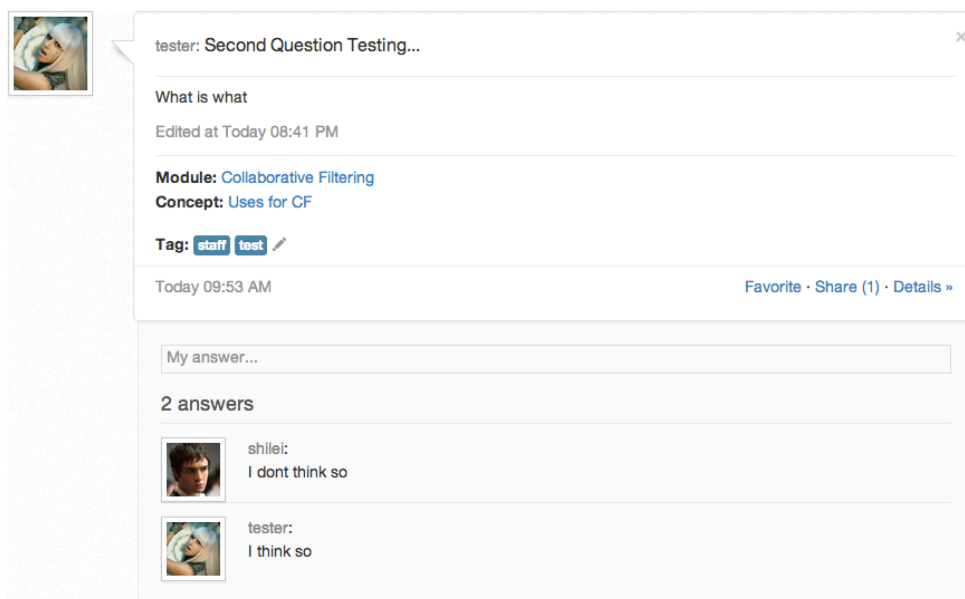 tester: Second Question Testing...
×
What is what
Edited at Today 08:41 PM
Module: Collaborative Filtering
Concept: Uses for CF
Tag: staff test
Today 09:53 AM
Favorite · Share (1) · Details »
My answer...
2 answers
shilei:
I dont think so
tester:
I think so